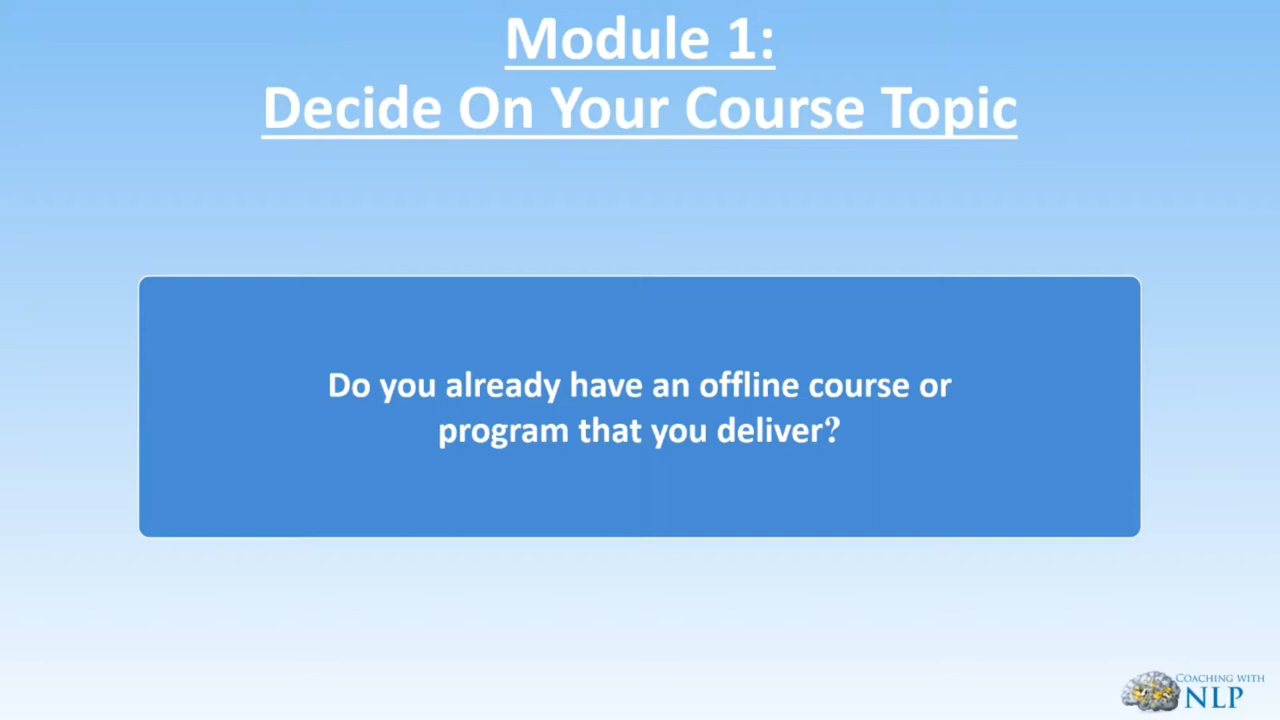 Module 1:
Decide On Your Course Topic
Do you already have an offline course or
program that you deliver?
COACHING WITH
NLP